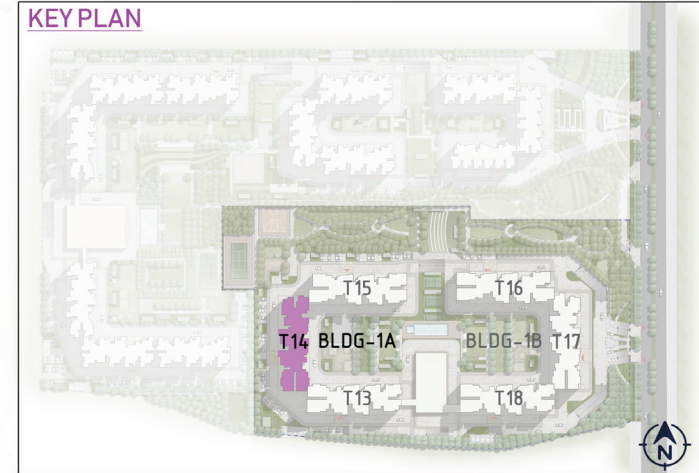 KEY PLAN
T15
T16
T14 BLDG-1A
BLDG-1B T17
T13
T18
N